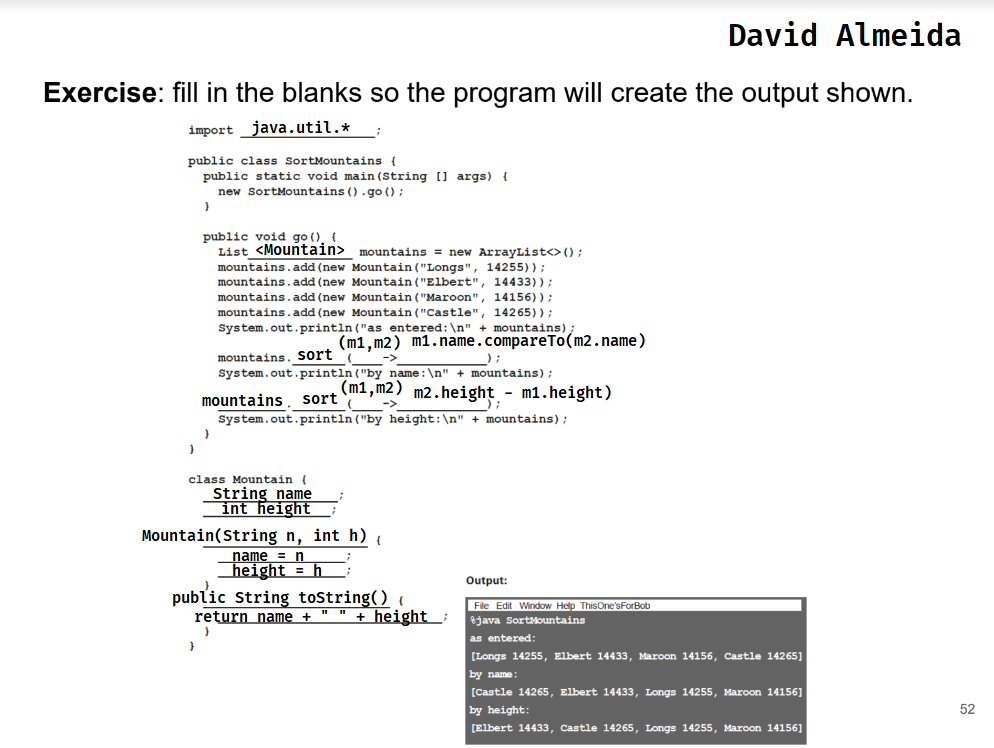 David Almeida
Exercise: fill in the blanks so the program will create the output shown.
import java.util.* ;
public class SortMountains {
public static void main(String [] args) {
new SortMountains().go();
}
public void go() {
List <Mountain> mountains = new ArrayList<>();
mountains.add(new Mountain("Longs", 14255));
mountains.add(new Mountain("Elbert", 14433));
mountains.add(new Mountain("Maroon", 14156));
mountains.add(new Mountain("Castle", 14265));
System.out.println("as entered:\n" + mountains);
(m1,m2) m1.name.compareTo(m2.name)
mountains. sort (____->____________);
System.out.println("by name:\n" + mountains);
(m1,m2) m2.height - m1.height)
mountains . sort (____->____________);
System.out.println("by height:\n" + mountains);
}
}
class Mountain {
String name ;
int height ;
Mountain(String n, int h) {
name = n ;
height = h ;
}
public String toString() {
return name + " " + height ;
}
}
Output:
File Edit Window Help ThisOne'sForBob
%java SortMountains
as entered:
[Longs 14255, Elbert 14433, Maroon 14156, Castle 14265]
by name:
[Castle 14265, Elbert 14433, Longs 14255, Maroon 14156]
by height:
[Elbert 14433, Castle 14265, Longs 14255, Maroon 14156]
52